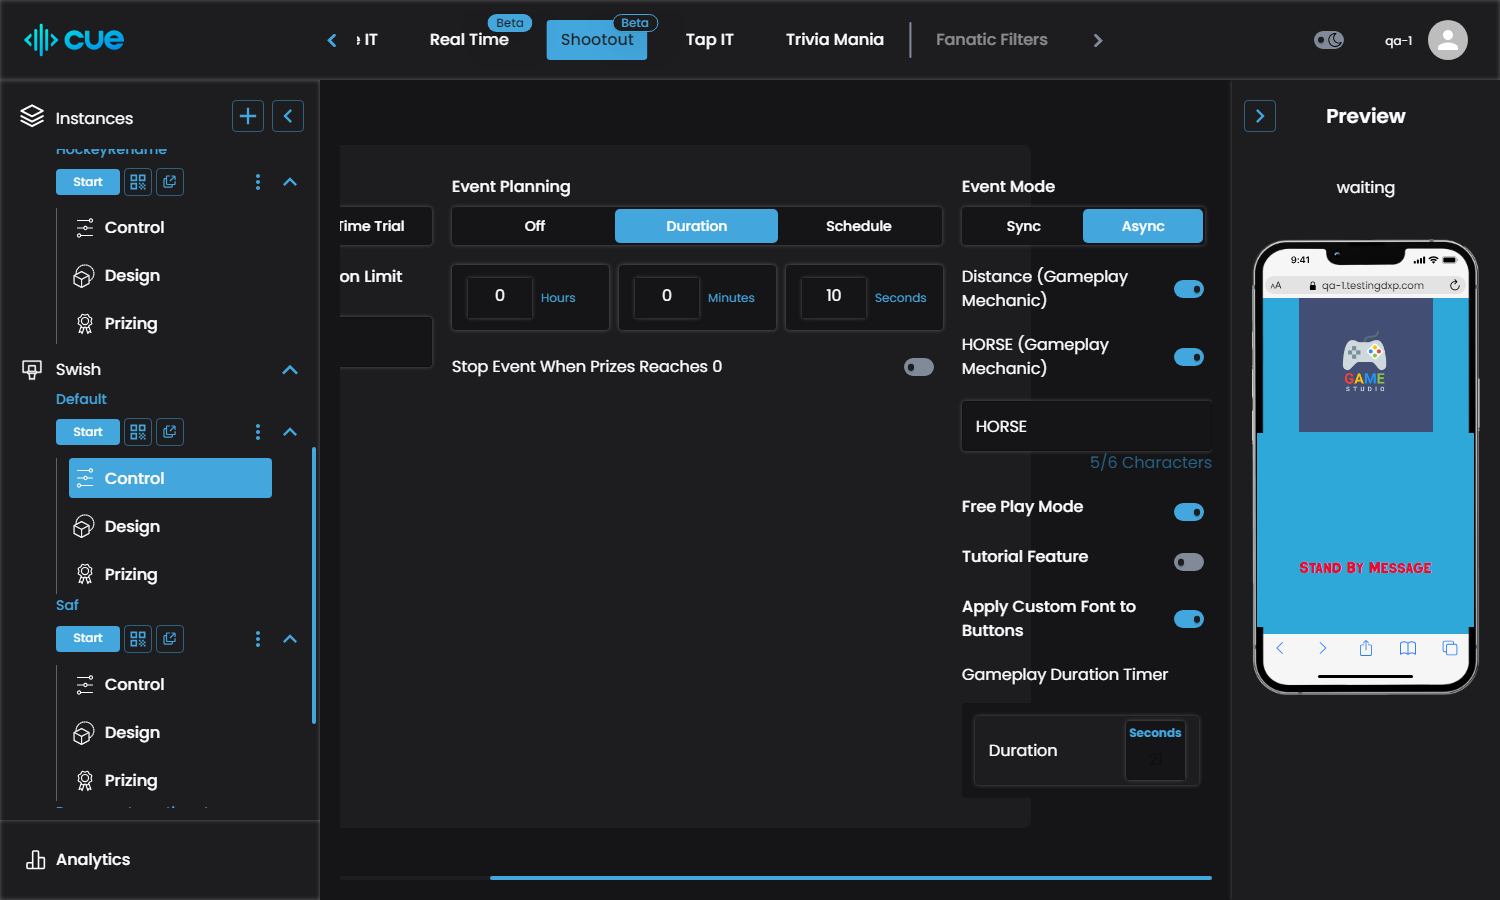 cue
IT
Real Time
Beta
Shootout
Beta
Tap IT
Trivia Mania
Fanatic Filters
qa-1
Instances
HockeyRename
Start
Control
Design
Prizing
Swish
Default
Start
Control
Design
Prizing
Saf
Start
Control
Design
Prizing
Analytics
Time Trial
on Limit
Event Planning
Off
Duration
Schedule
0
Hours
0
Minutes
10
Seconds
Stop Event When Prizes Reaches 0
Event Mode
Sync
Async
Distance (Gameplay
Mechanic)
HORSE (Gameplay
Mechanic)
HORSE
5/6 Characters
Free Play Mode
Tutorial Feature
Apply Custom Font to
Buttons
Gameplay Duration Timer
Duration
Seconds
21
Preview
waiting
9:41
AA
qa-1.testingdxp.com
GAME
STUDIO
Stand By Message